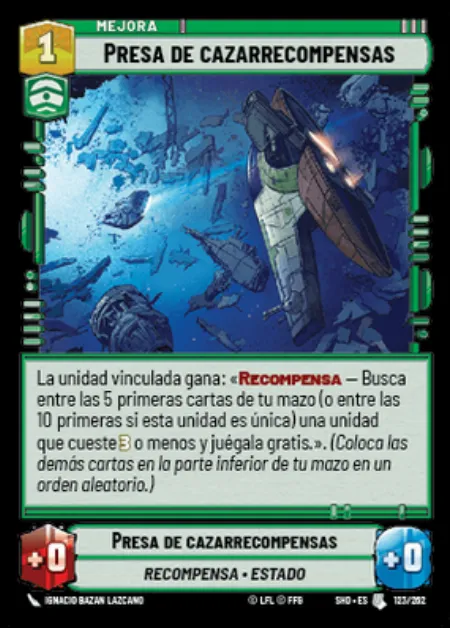 MEJORA
1
PRESA DE CAZARRECOMPENSAS
La unidad vinculada gana: «RECOMPENSA — Busca
entre las 5 primeras cartas de tu mazo (o entre las
10 primeras si esta unidad es única) una unidad
que cueste 3 o menos y juégala gratis.». (Coloca las
demás cartas en la parte inferior de tu mazo en un
orden aleatorio.)
+0
PRESA DE CAZARRECOMPENSAS
+0
RECOMPENSA • ESTADO
IGNACIO BAZAN LAZCANO
© LFL © FFG
SHD • ES
123/262